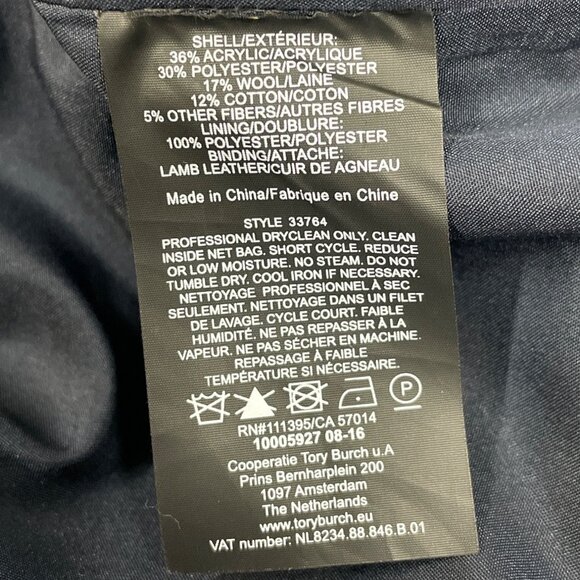 SHELL/EXTÉRIEUR:
36% ACRYLIC/ACRYLIQUE
30% POLYESTER/POLYESTER
17% WOOL/LAINE
12% COTTON/COTON
5% OTHER FIBERS/AUTRES FIBRES
LINING/DOUBLURE:
100% POLYESTER/POLYESTER
BINDING/ATTACHE:
LAMB LEATHER/CUIR DE AGNEAU
Made in China/Fabrique en Chine
STYLE 33764
PROFESSIONAL DRYCLEAN ONLY. CLEAN
INSIDE NET BAG. SHORT CYCLE. REDUCE
OR LOW MOISTURE. NO STEAM. DO NOT
TUMBLE DRY. COOL IRON IF NECESSARY.
NETTOYAGE PROFESSIONNEL À SEC
SEULEMENT. NETTOYAGE DANS UN FILET
DE LAVAGE. CYCLE COURT. FAIBLE
HUMIDITÉ. NE PAS REPASSER À LA
VAPEUR. NE PAS SÉCHER EN MACHINE.
REPASSAGE À FAIBLE
TEMPÉRATURE SI NÉCESSAIRE.
P
RN#111395/CA 57014
10005927 08-16
Cooperatie Tory Burch u.A
Prins Bernharplein 200
1097 Amsterdam
The Netherlands
www.toryburch.eu
VAT number: NL8234.88.846.B.01